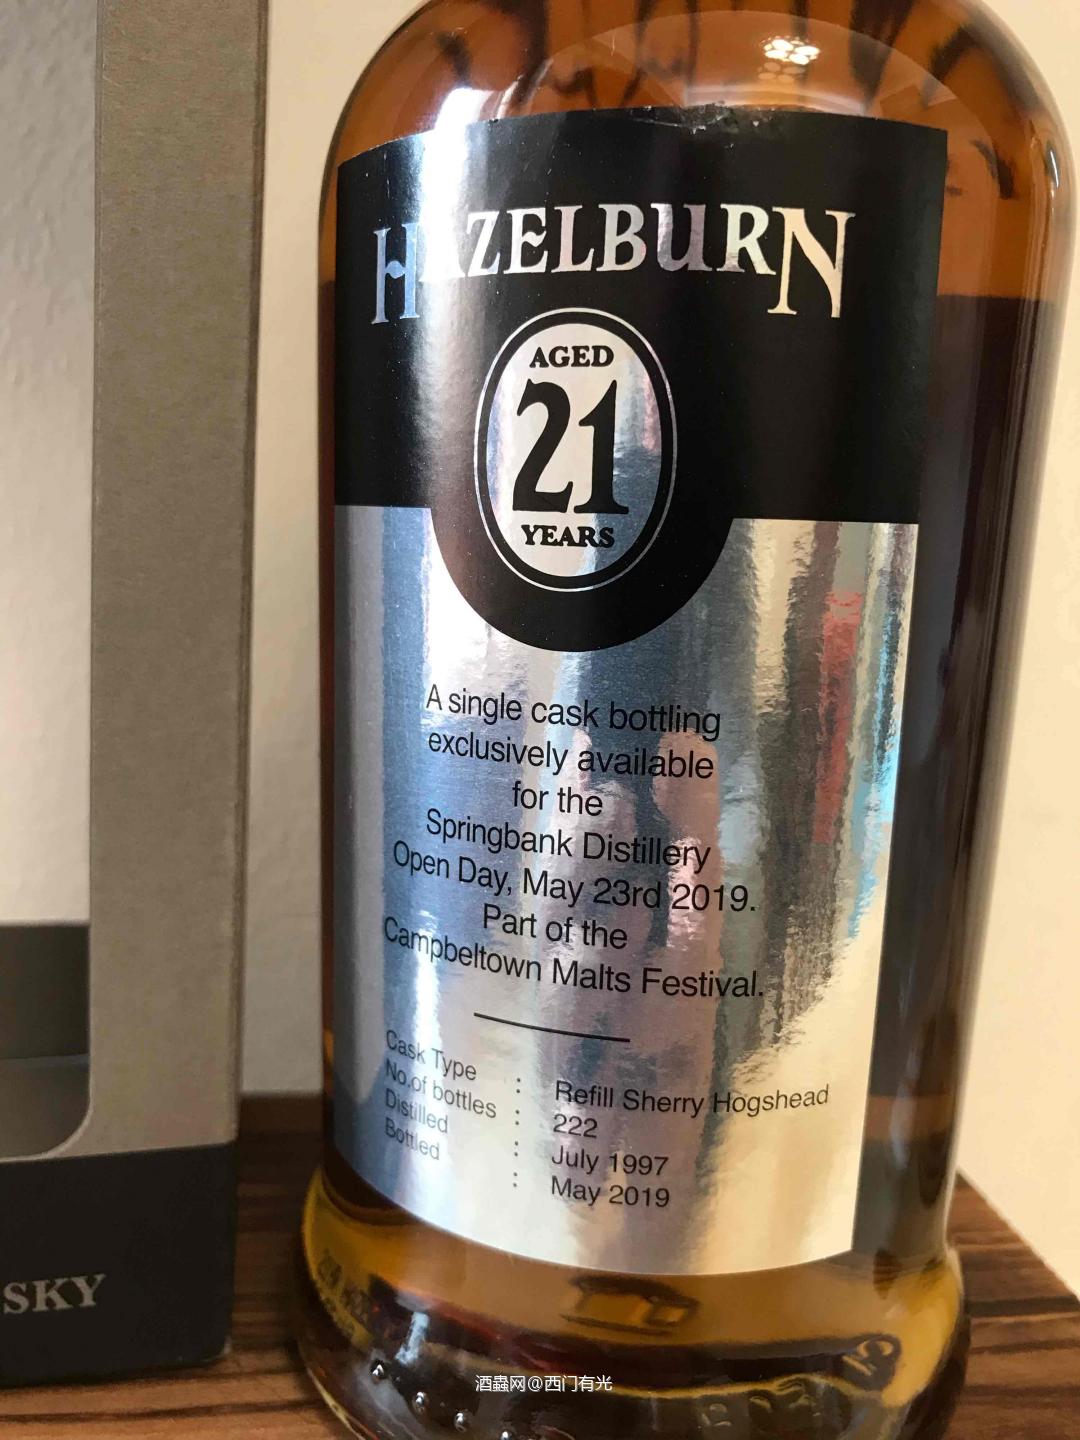 HAZELBURN
AGED
21
YEARS
A single cask bottling
exclusively available
for the
Springbank Distillery
Open Day, May 23rd 2019.
Part of the
Campbeltown Malts Festival.
Cask Type : Refill Sherry Hogshead
No.of bottles : 222
Distilled : July 1997
Bottled : May 2019
SKY
酒蟲网@西门有光